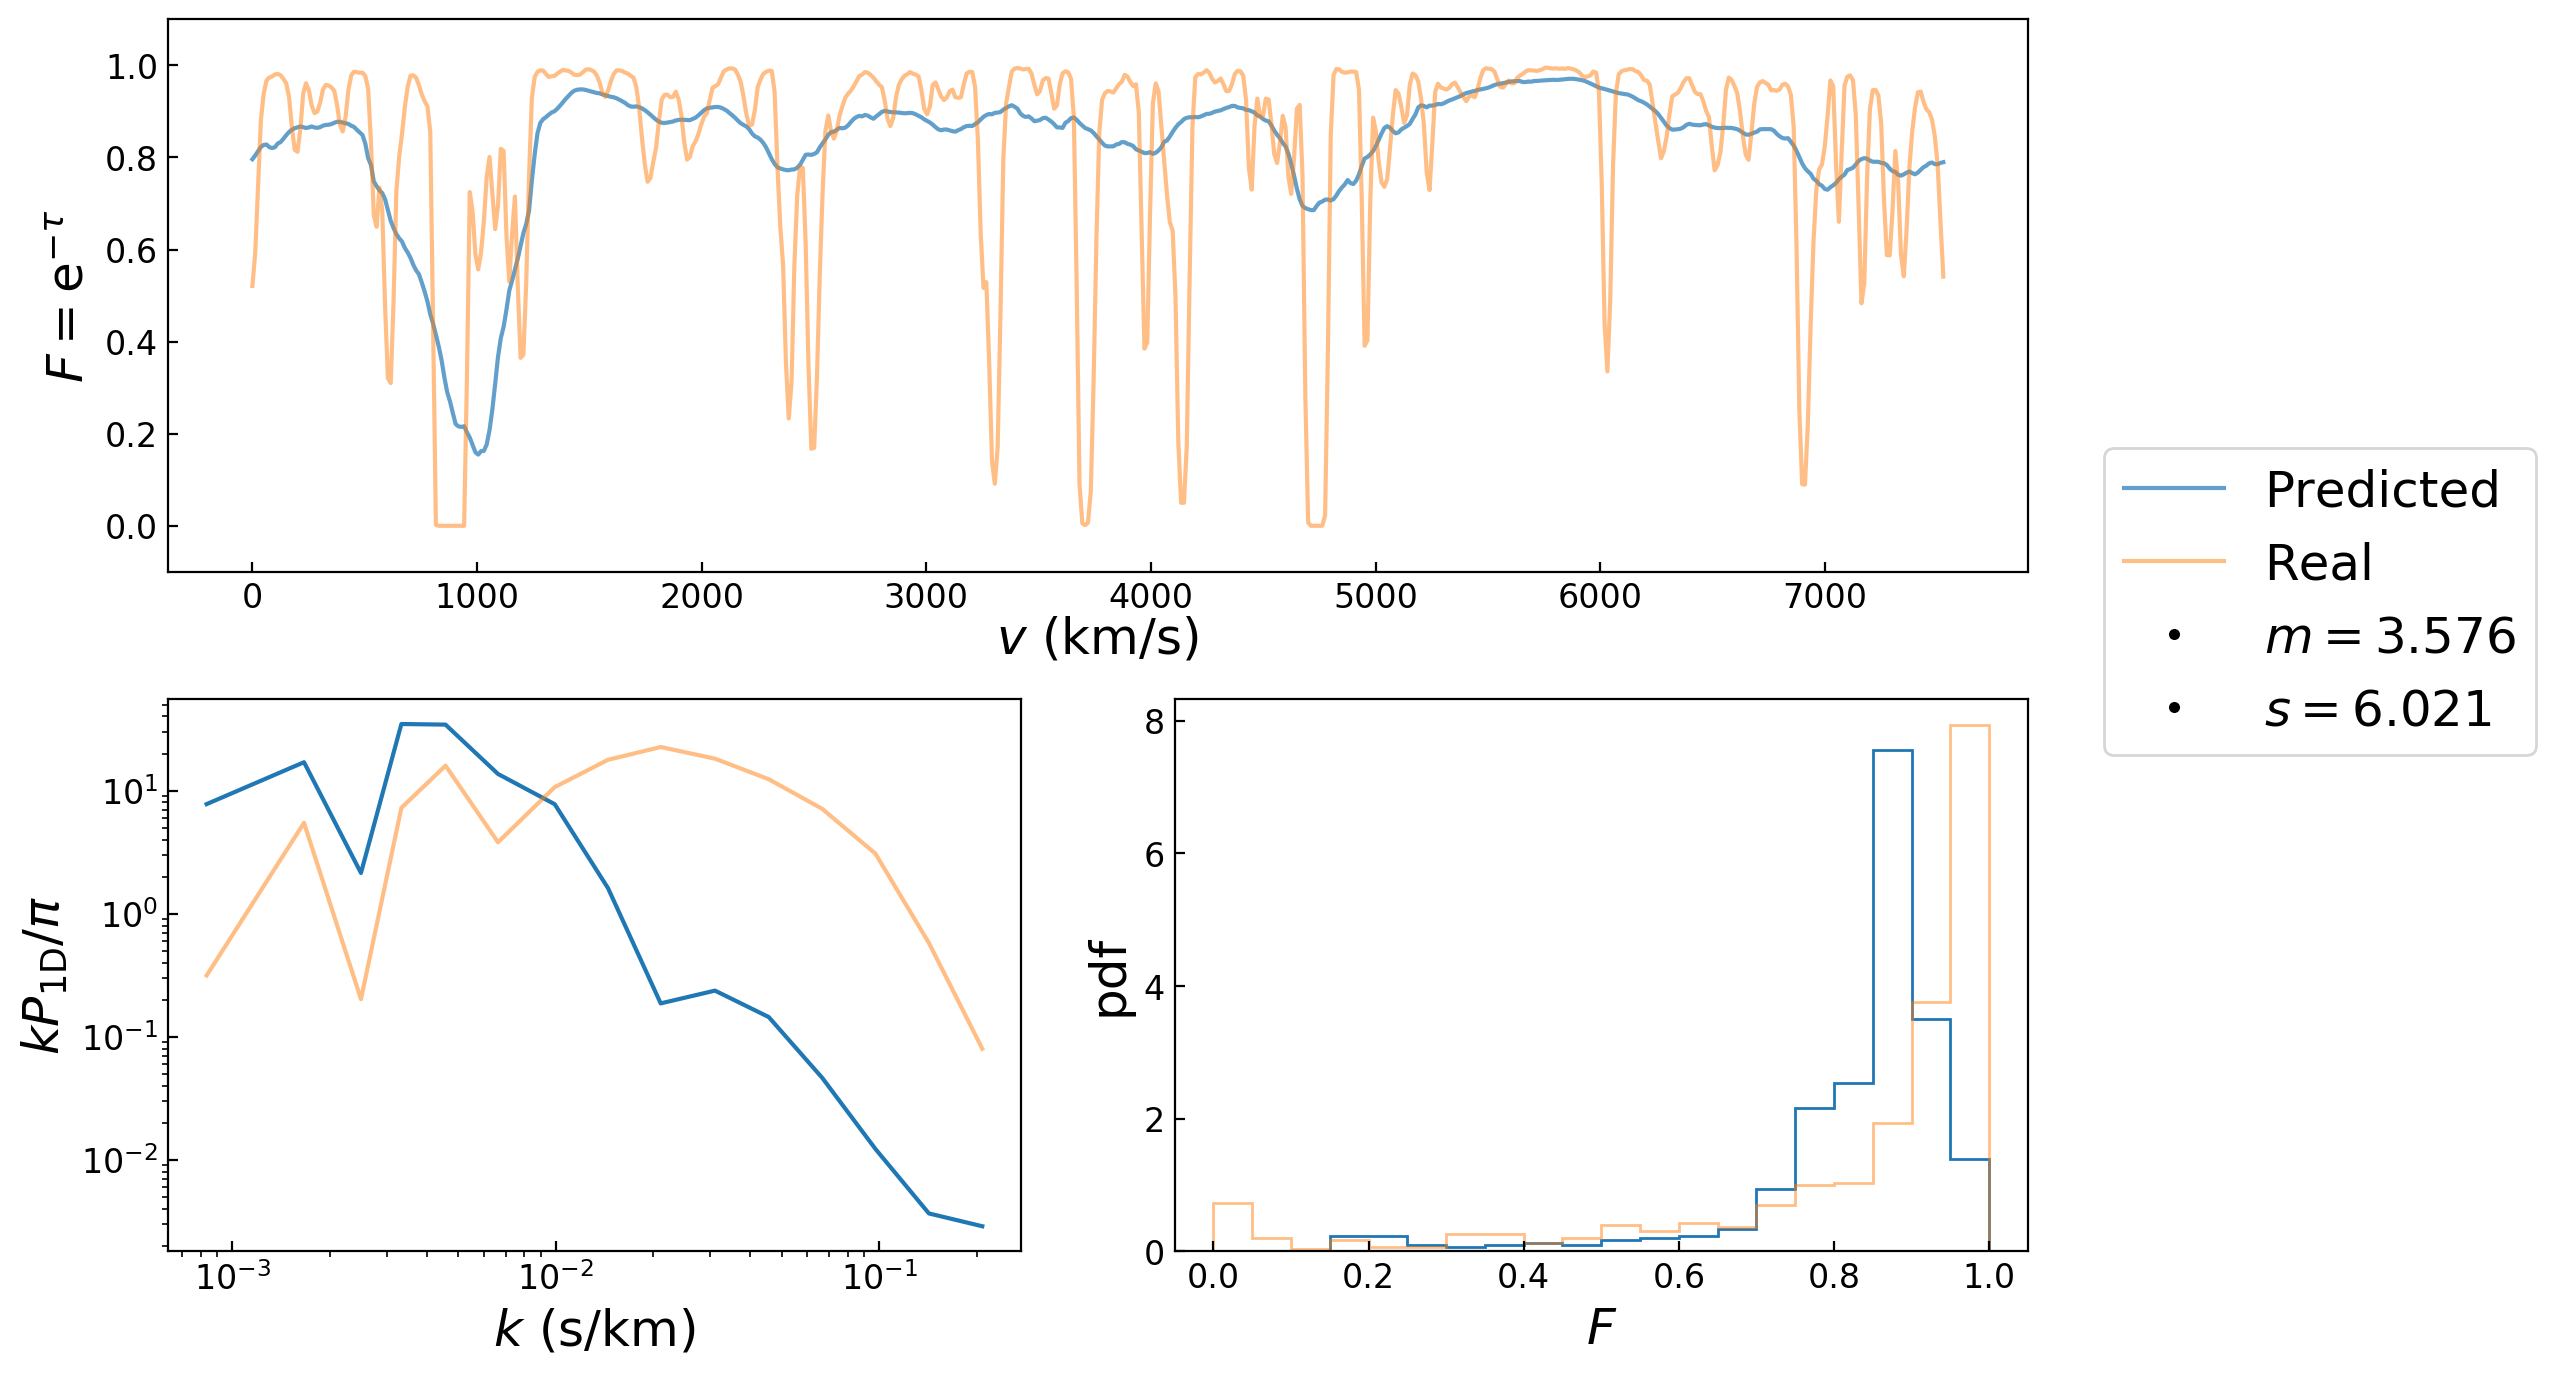 1.0
0.8
0.6
0.4
0.2
0.0
F = e^{−τ}
0 1000 2000 3000 4000 5000 6000 7000
v (km/s)
Predicted
Real
m = 3.576
s = 6.021
10^1
10^0
10^{−1}
10^{−2}
kP_{1D}/π
10^{−3} 10^{−2} 10^{−1}
k (s/km)
8
6
4
2
0
pdf
0.0 0.2 0.4 0.6 0.8 1.0
F